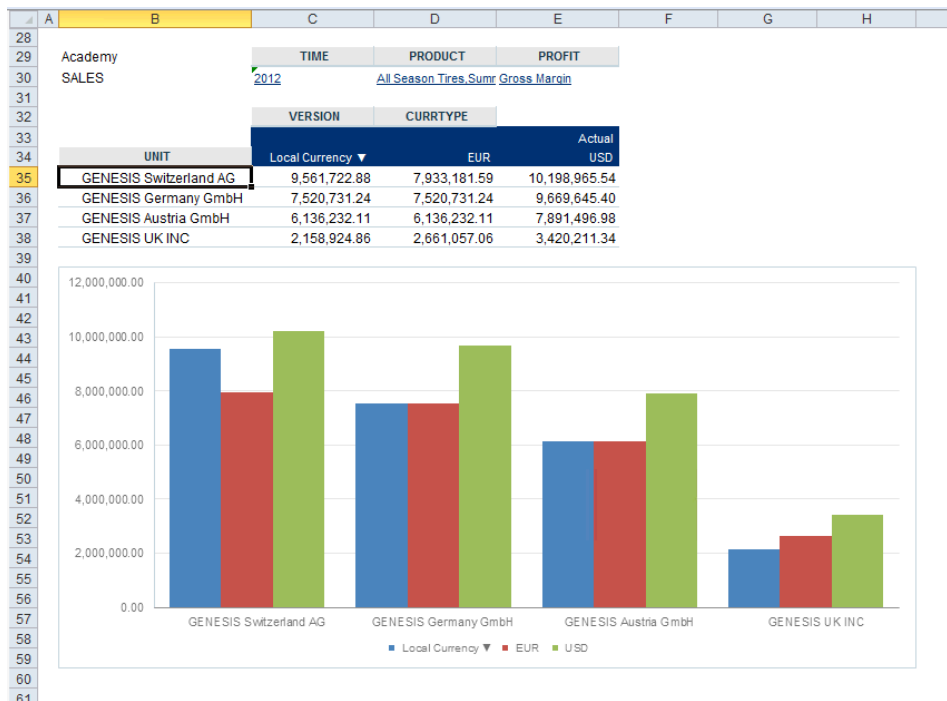 A B C D E F G H
28
29 Academy TIME PRODUCT PROFIT
30 SALES 2012 All Season Tires,Sumr Gross Margin
31
32 VERSION CURRTYPE
33 Actual
34 UNIT Local Currency ▼ EUR USD
35 GENESIS Switzerland AG 9,561,722.88 7,933,181.59 10,198,965.54
36 GENESIS Germany GmbH 7,520,731.24 7,520,731.24 9,669,645.40
37 GENESIS Austria GmbH 6,136,232.11 6,136,232.11 7,891,496.98
38 GENESIS UK INC 2,158,924.86 2,661,057.06 3,420,211.34
39
40 12,000,000.00
41
42
43 10,000,000.00
44
45
46 8,000,000.00
47
48 6,000,000.00
49
50
51 4,000,000.00
52
53
54 2,000,000.00
55
56 0.00
57 GENESIS Switzerland AG GENESIS Germany GmbH GENESIS Austria GmbH GENESIS UK INC
58 Local Currency ▼ EUR USD
59
60
61